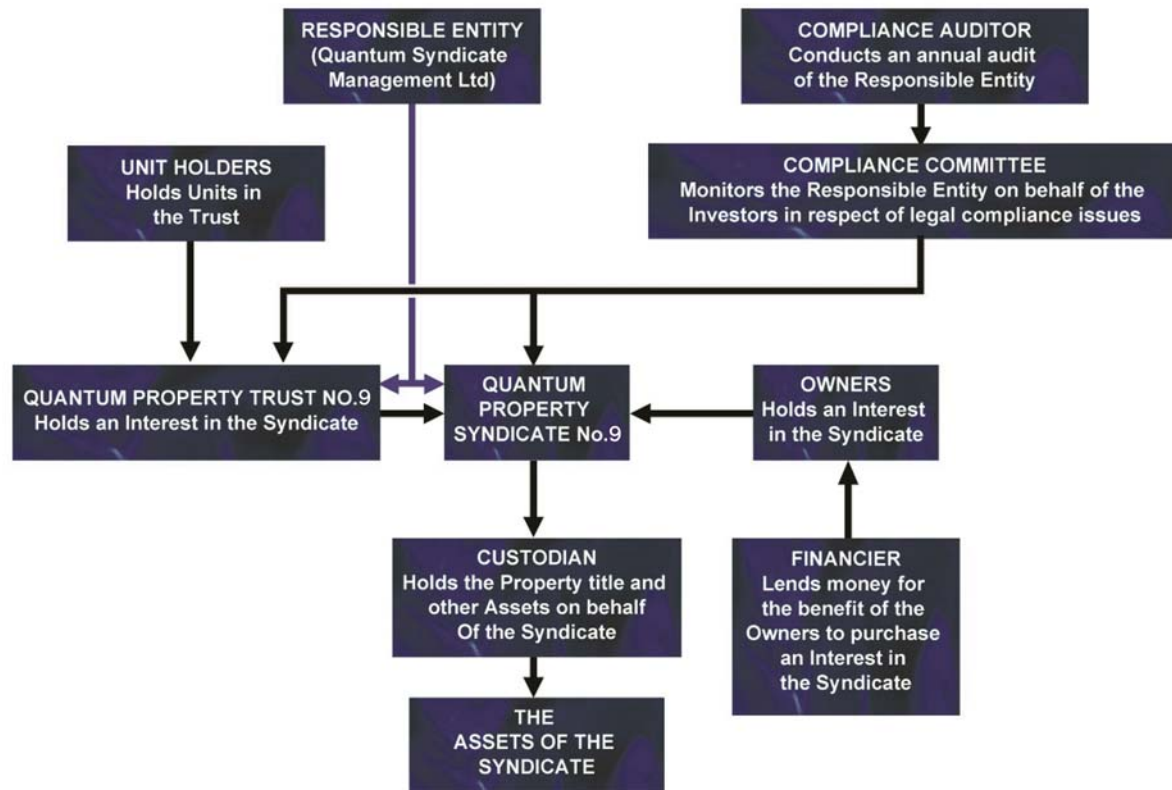 RESPONSIBLE ENTITY
(Quantum Syndicate
Management Ltd)
COMPLIANCE AUDITOR
Conducts an annual audit
of the Responsible Entity
UNIT HOLDERS
Holds Units in
the Trust
COMPLIANCE COMMITTEE
Monitors the Responsible Entity on behalf of the
Investors in respect of legal compliance issues
QUANTUM PROPERTY TRUST NO.9
Holds an Interest in the Syndicate
QUANTUM
PROPERTY
SYNDICATE No.9
OWNERS
Holds an Interest
in the Syndicate
CUSTODIAN
Holds the Property title and
other Assets on behalf
Of the Syndicate
FINANCIER
Lends money for
the benefit of the
Owners to purchase
an Interest in
the Syndicate
THE
ASSETS OF THE
SYNDICATE